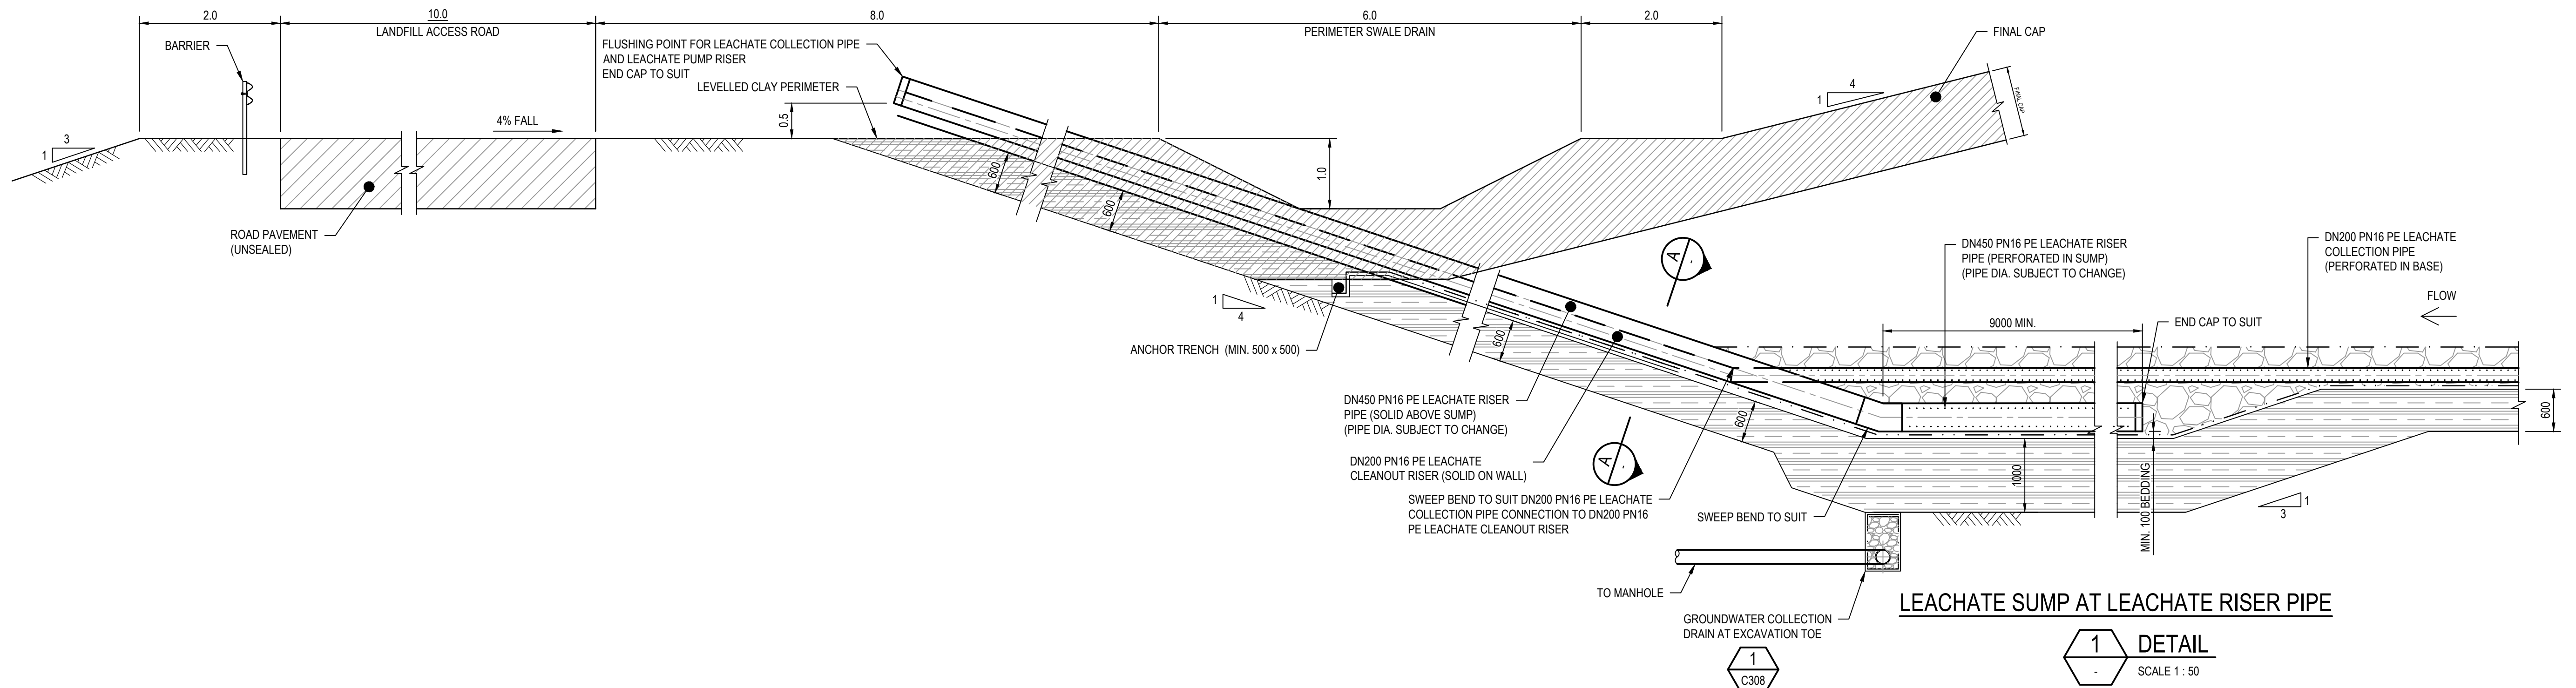 2.0
10.0
8.0
6.0
2.0
LANDFILL ACCESS ROAD
PERIMETER SWALE DRAIN
BARRIER
FLUSHING POINT FOR LEACHATE COLLECTION PIPE
AND LEACHATE PUMP RISER
END CAP TO SUIT
LEVELLED CLAY PERIMETER
FINAL CAP
FINAL CAP
4
1
3
1
4% FALL
0.5
1.0
600
600
ROAD PAVEMENT
(UNSEALED)
1
4
ANCHOR TRENCH (MIN. 500 x 500)
A
-
DN450 PN16 PE LEACHATE RISER
PIPE (PERFORATED IN SUMP)
(PIPE DIA. SUBJECT TO CHANGE)
DN200 PN16 PE LEACHATE
COLLECTION PIPE
(PERFORATED IN BASE)
FLOW
9000 MIN.
END CAP TO SUIT
600
DN450 PN16 PE LEACHATE RISER
PIPE (SOLID ABOVE SUMP)
(PIPE DIA. SUBJECT TO CHANGE)
600
600
DN200 PN16 PE LEACHATE
CLEANOUT RISER (SOLID ON WALL)
A
-
SWEEP BEND TO SUIT DN200 PN16 PE LEACHATE
COLLECTION PIPE CONNECTION TO DN200 PN16
PE LEACHATE CLEANOUT RISER
SWEEP BEND TO SUIT
1000
MIN. 100 BEDDING
1
3
TO MANHOLE
GROUNDWATER COLLECTION
DRAIN AT EXCAVATION TOE
1
C308
LEACHATE SUMP AT LEACHATE RISER PIPE
1
-
DETAIL
SCALE 1 : 50